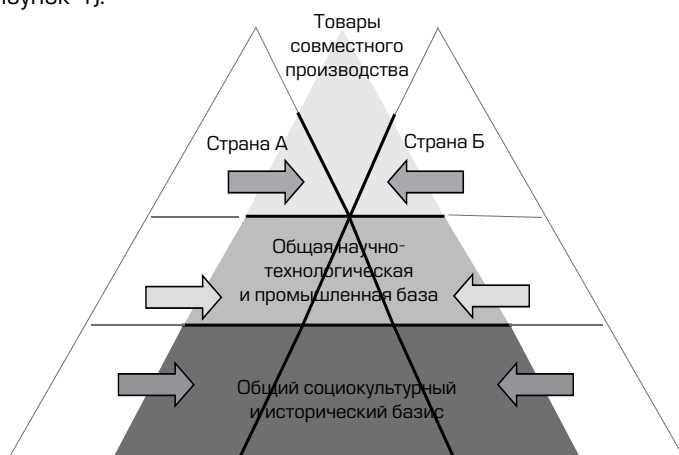 Товары
совместного
производства
Страна А
Страна Б
Общая научно-
технологическая
и промышленная база
Общий социокультурный
и исторический базис